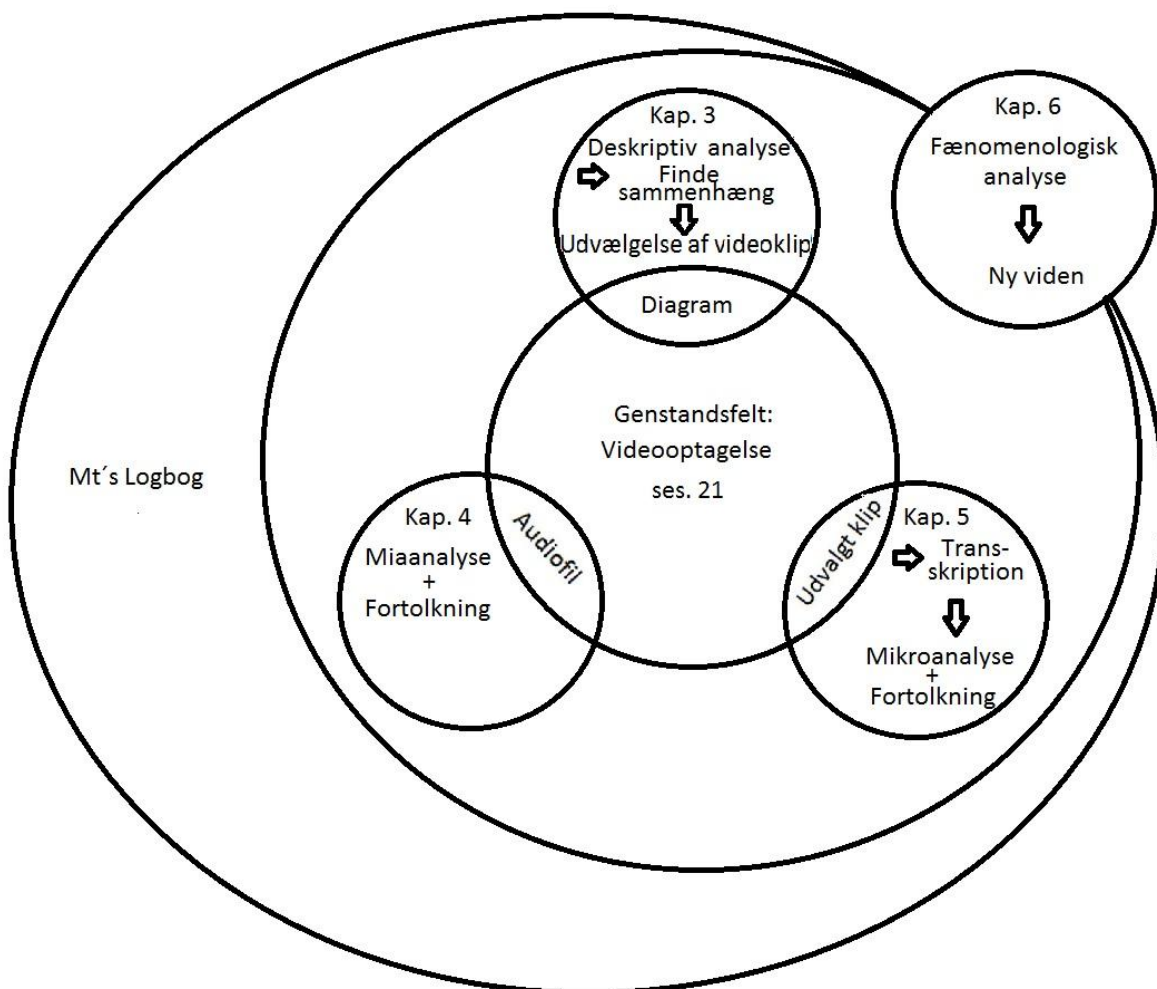 Kap. 3
Deskriptiv analyse
Finde
sammenhæng
Udvælgelse af videoklip
Diagram
Kap. 6
Fænomenologisk
analyse
Ny viden
Genstandsfelt:
Videooptagelse
ses. 21
Mt´s Logbog
Kap. 4
Miaanalyse
+
Fortolkning
Audiofil
Udvalgt klip
Kap. 5
Trans-
skription
Mikroanalyse
+
Fortolkning